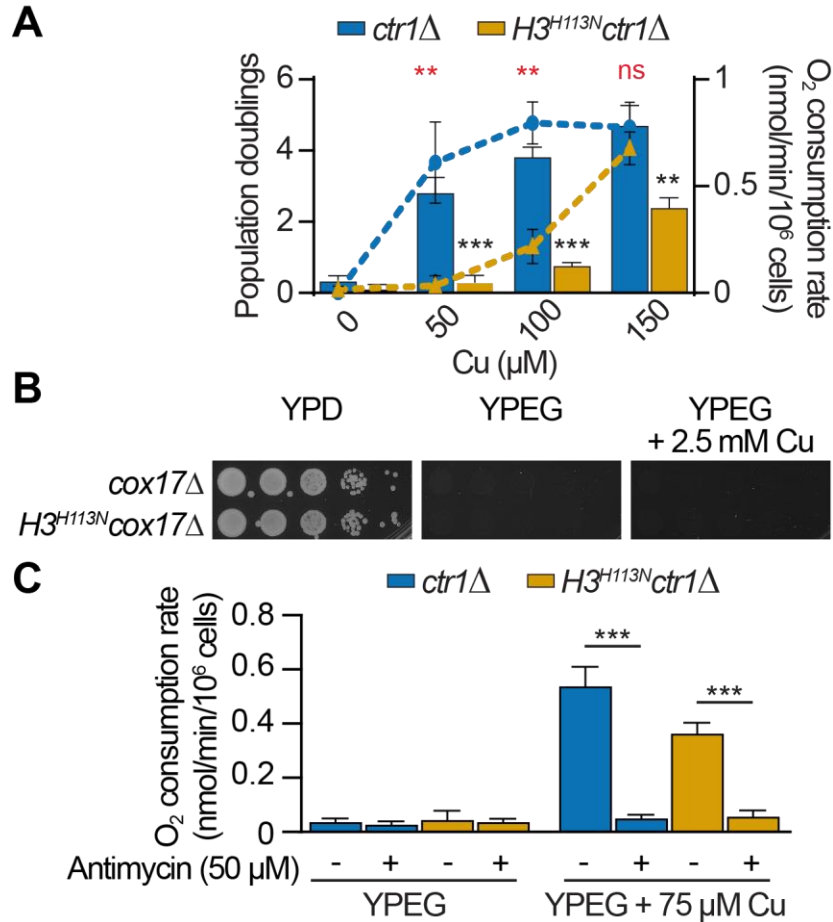 A
ctr1Δ H3ᴴ¹¹³ᴺctr1Δ
6 ** ** ns 1
4 ** 0.5
2 *** ***
0 0
Population doublings
O₂ consumption rate
(nmol/min/10⁶ cells)
0 50 100 150
Cu (µM)
B
YPD YPEG YPEG
+ 2.5 mM Cu
cox17Δ
H3ᴴ¹¹³ᴺcox17Δ
C
ctr1Δ H3ᴴ¹¹³ᴺctr1Δ
O₂ consumption rate
(nmol/min/10⁶ cells)
0.8
0.6 ***
0.4 ***
0.2
0
Antimycin (50 µM) - + - + - + - +
YPEG YPEG + 75 µM Cu